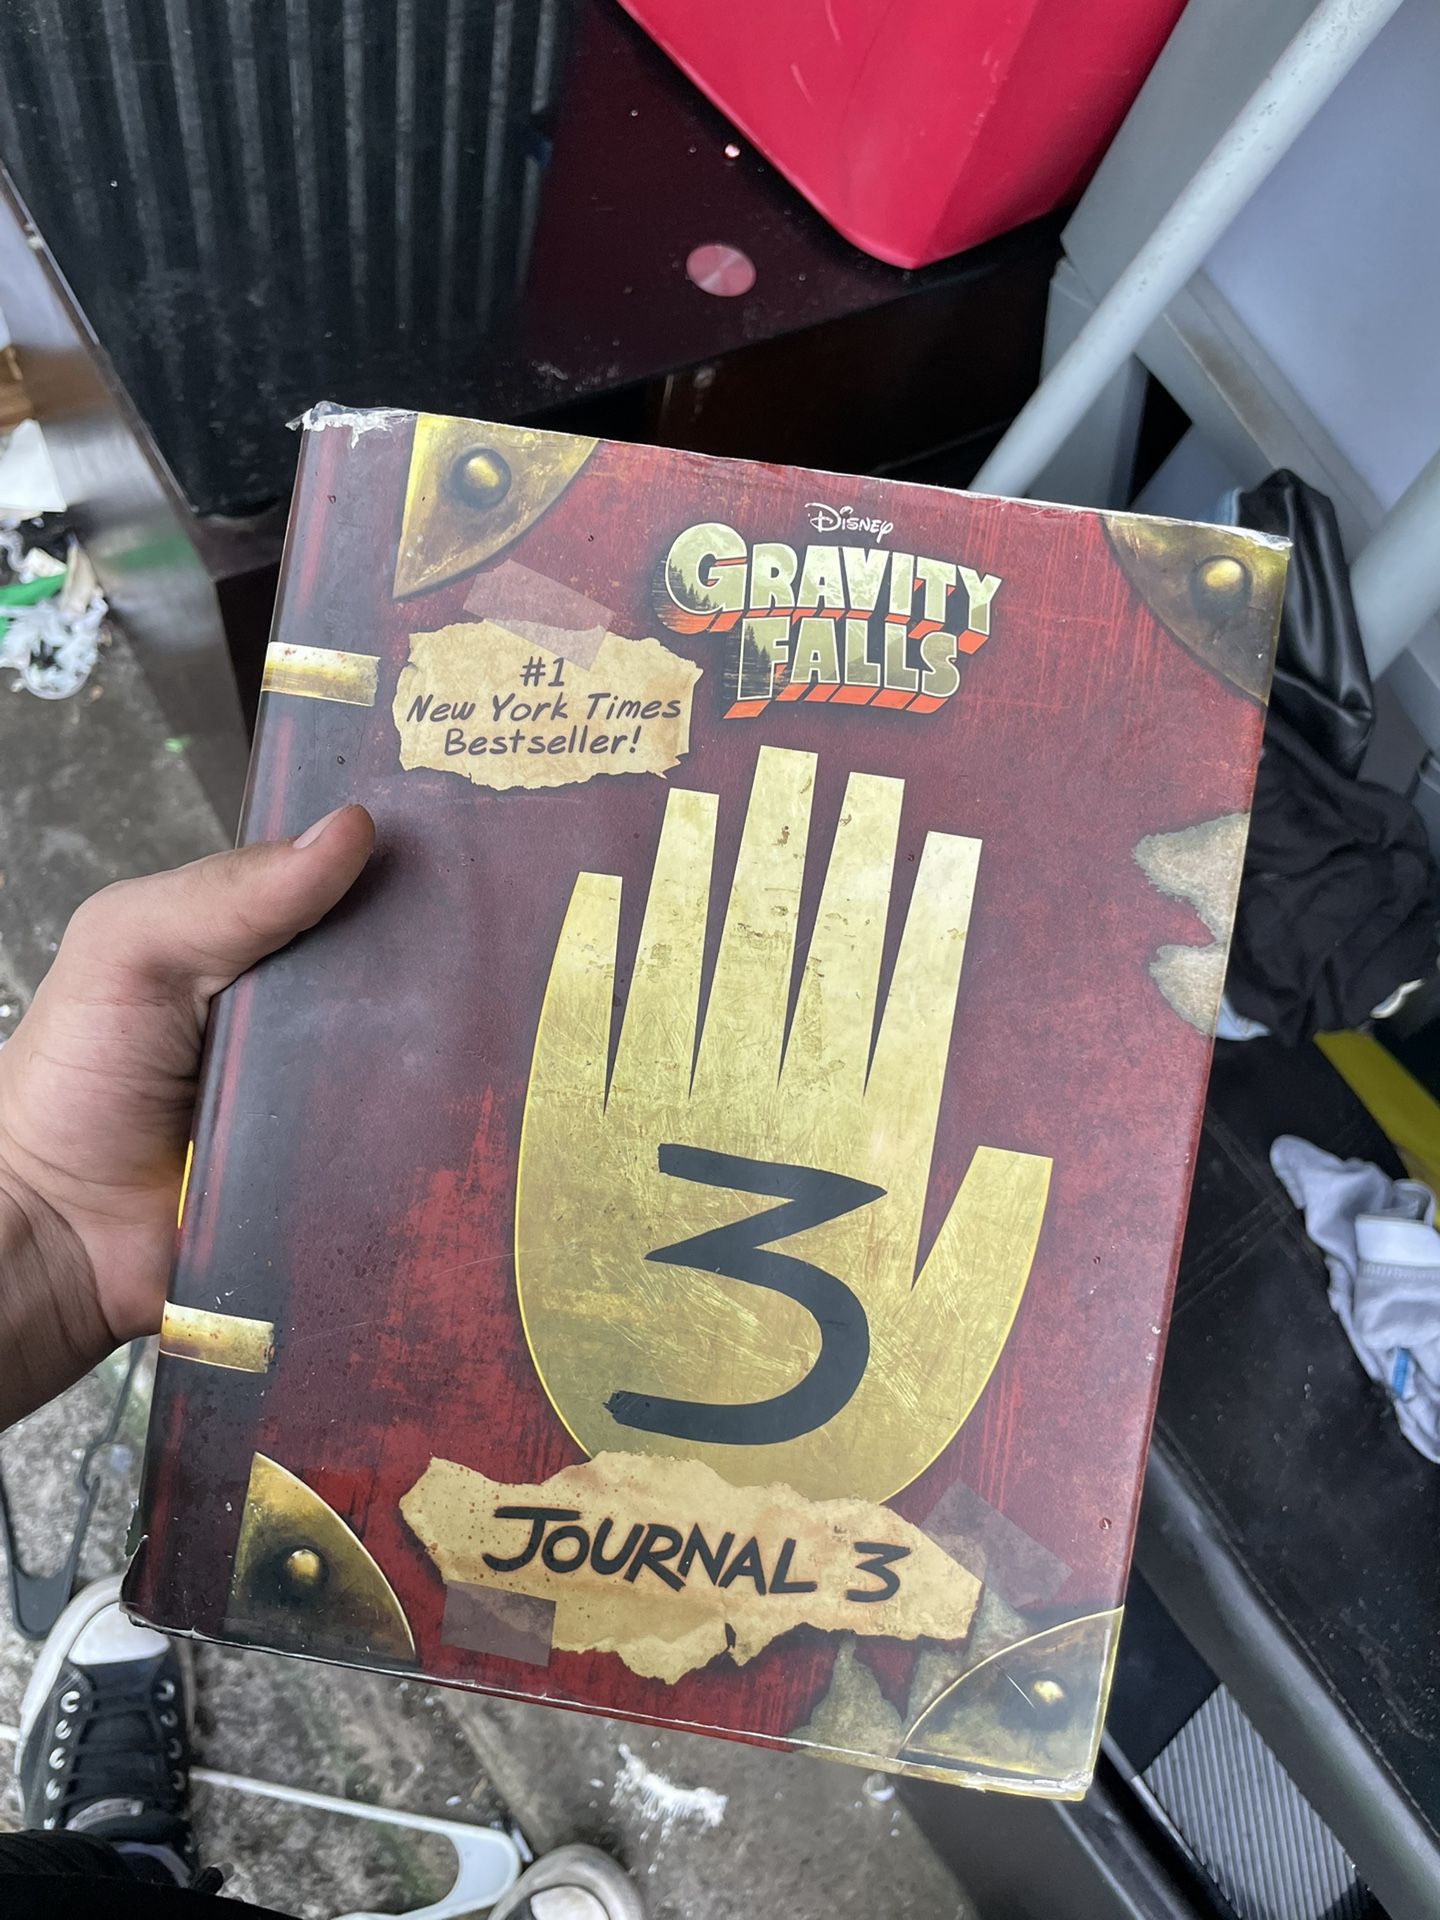 Disney
GRAVITY
FALLS
#1
New York Times
Bestseller!
3
JOURNAL 3